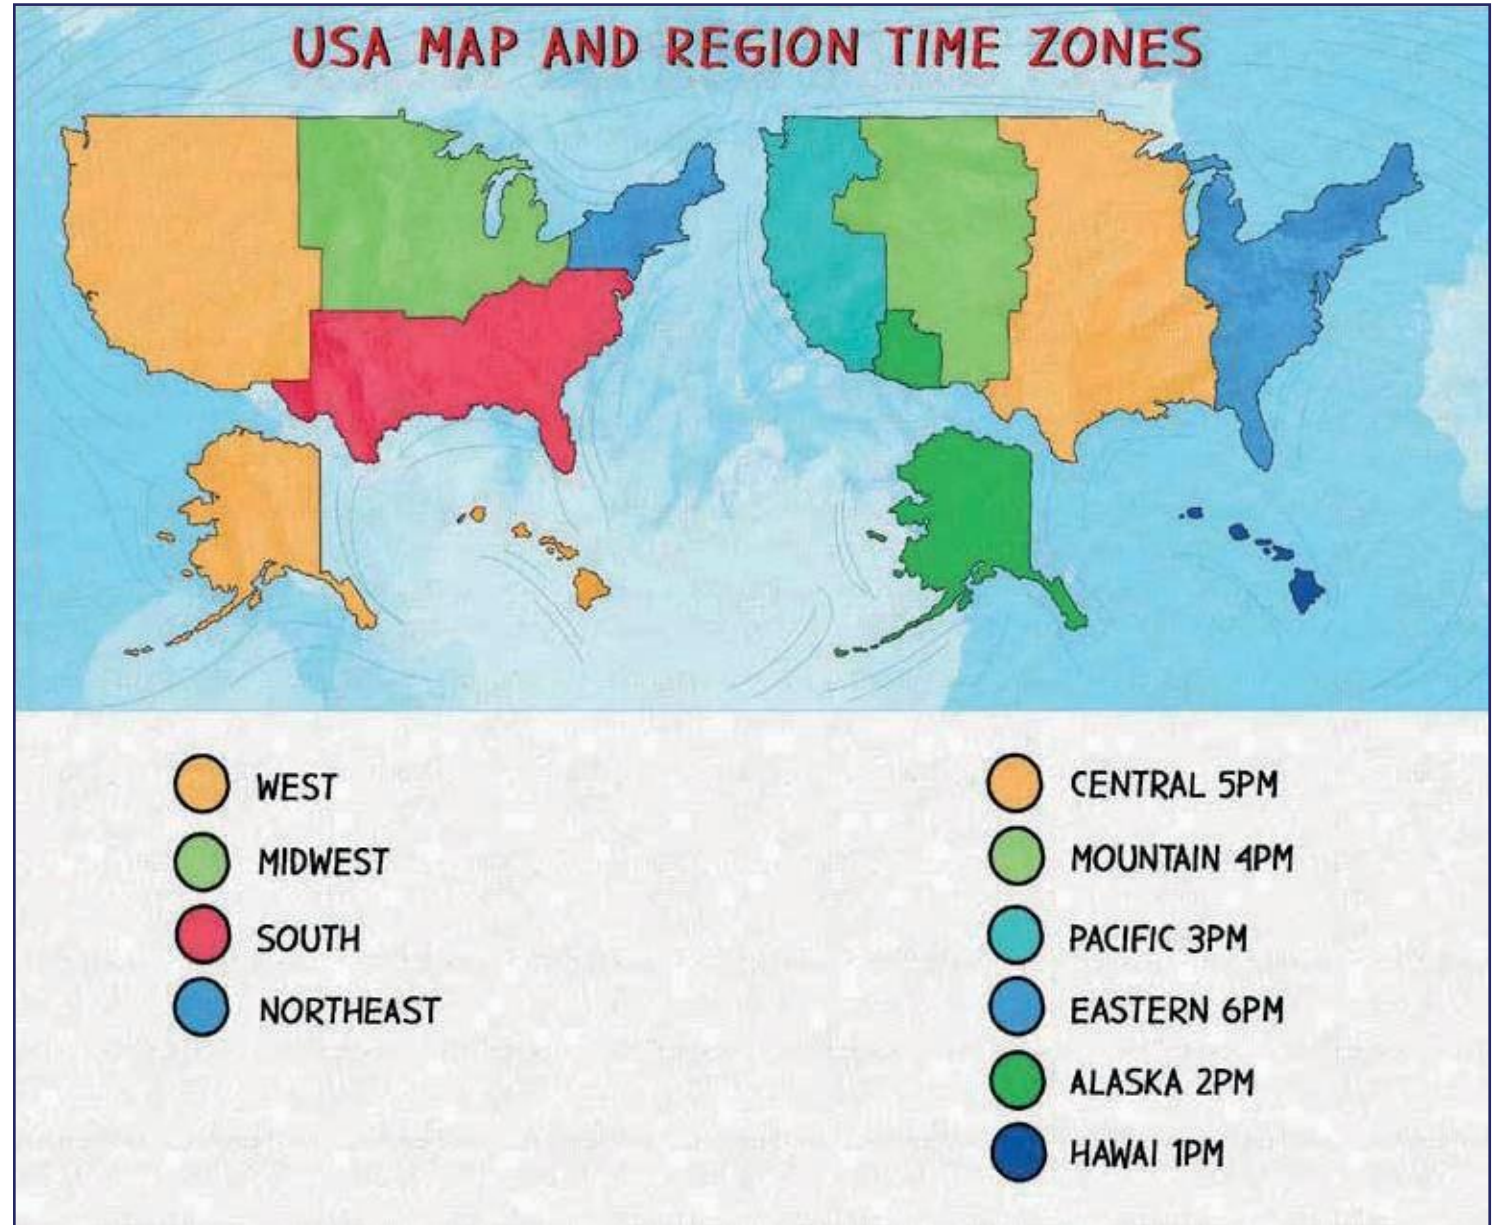 USA MAP AND REGION TIME ZONES
WEST
MIDWEST
SOUTH
NORTHEAST
CENTRAL 5PM
MOUNTAIN 4PM
PACIFIC 3PM
EASTERN 6PM
ALASKA 2PM
HAWAI 1PM